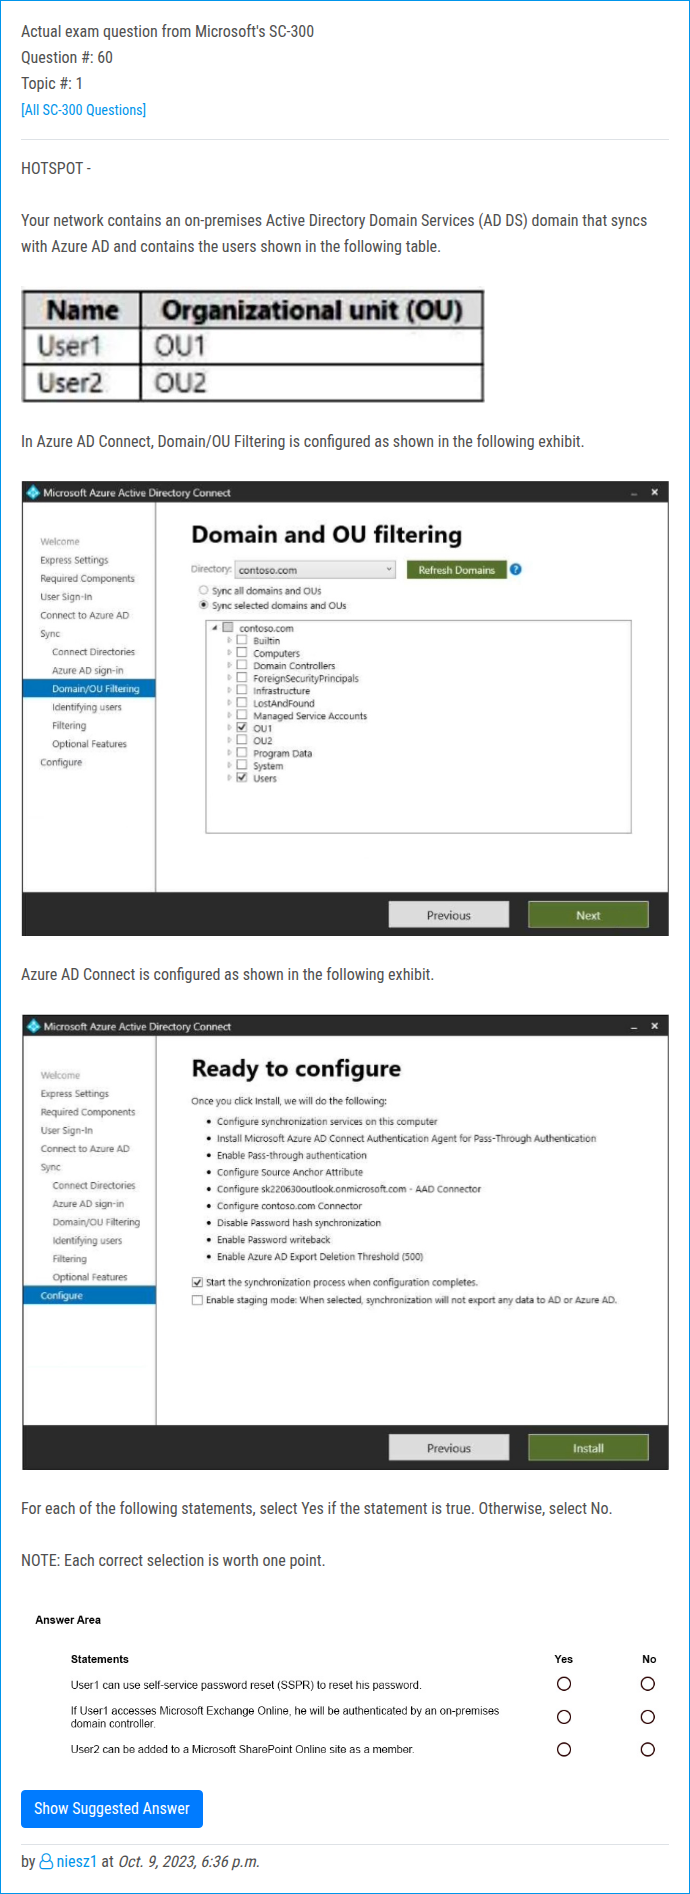 Actual exam question from Microsoft's SC-300
Question #: 60
Topic #: 1
[All SC-300 Questions]
HOTSPOT -
Your network contains an on-premises Active Directory Domain Services (AD DS) domain that syncs
with Azure AD and contains the users shown in the following table.
Name Organizational unit (OU)
User1 OU1
User2 OU2
In Azure AD Connect, Domain/OU Filtering is configured as shown in the following exhibit.
Microsoft Azure Active Directory Connect
Welcome
Express Settings
Required Components
User Sign-In
Connect to Azure AD
Sync
Connect Directories
Azure AD sign-in
Domain/OU Filtering
Identifying users
Filtering
Optional Features
Configure
Domain and OU filtering
Directory: contoso.com Refresh Domains ?
Sync all domains and OUs
Sync selected domains and OUs
contoso.com
Builtin
Computers
Domain Controllers
ForeignSecurityPrincipals
Infrastructure
LostAndFound
Managed Service Accounts
OU1
OU2
Program Data
System
Users
Previous Next
Azure AD Connect is configured as shown in the following exhibit.
Microsoft Azure Active Directory Connect
Welcome
Express Settings
Required Components
User Sign-In
Connect to Azure AD
Sync
Connect Directories
Azure AD sign-in
Domain/OU Filtering
Identifying users
Filtering
Optional Features
Configure
Ready to configure
Once you click Install, we will do the following:
• Configure synchronization services on this computer
• Install Microsoft Azure AD Connect Authentication Agent for Pass-Through Authentication
• Enable Pass-through authentication
• Configure Source Anchor Attribute
• Configure sk220630outlook.onmicrosoft.com - AAD Connector
• Configure contoso.com Connector
• Disable Password hash synchronization
• Enable Password writeback
• Enable Azure AD Export Deletion Threshold (500)
Start the synchronization process when configuration completes.
Enable staging mode: When selected, synchronization will not export any data to AD or Azure AD.
Previous Install
For each of the following statements, select Yes if the statement is true. Otherwise, select No.
NOTE: Each correct selection is worth one point.
Answer Area
Statements Yes No
User1 can use self-service password reset (SSPR) to reset his password.
If User1 accesses Microsoft Exchange Online, he will be authenticated by an on-premises
domain controller.
User2 can be added to a Microsoft SharePoint Online site as a member.
Show Suggested Answer
by niesz1 at Oct. 9, 2023, 6:36 p.m.